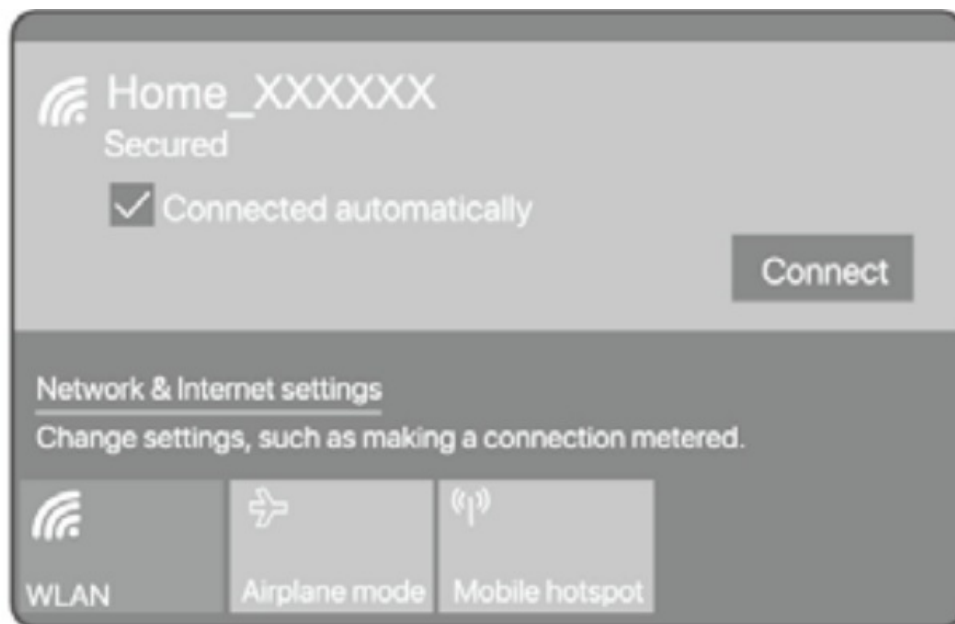 Home_XXXXXX
Secured
Connected automatically
Connect
Network & Internet settings
Change settings, such as making a connection metered.
WLAN
Airplane mode
Mobile hotspot